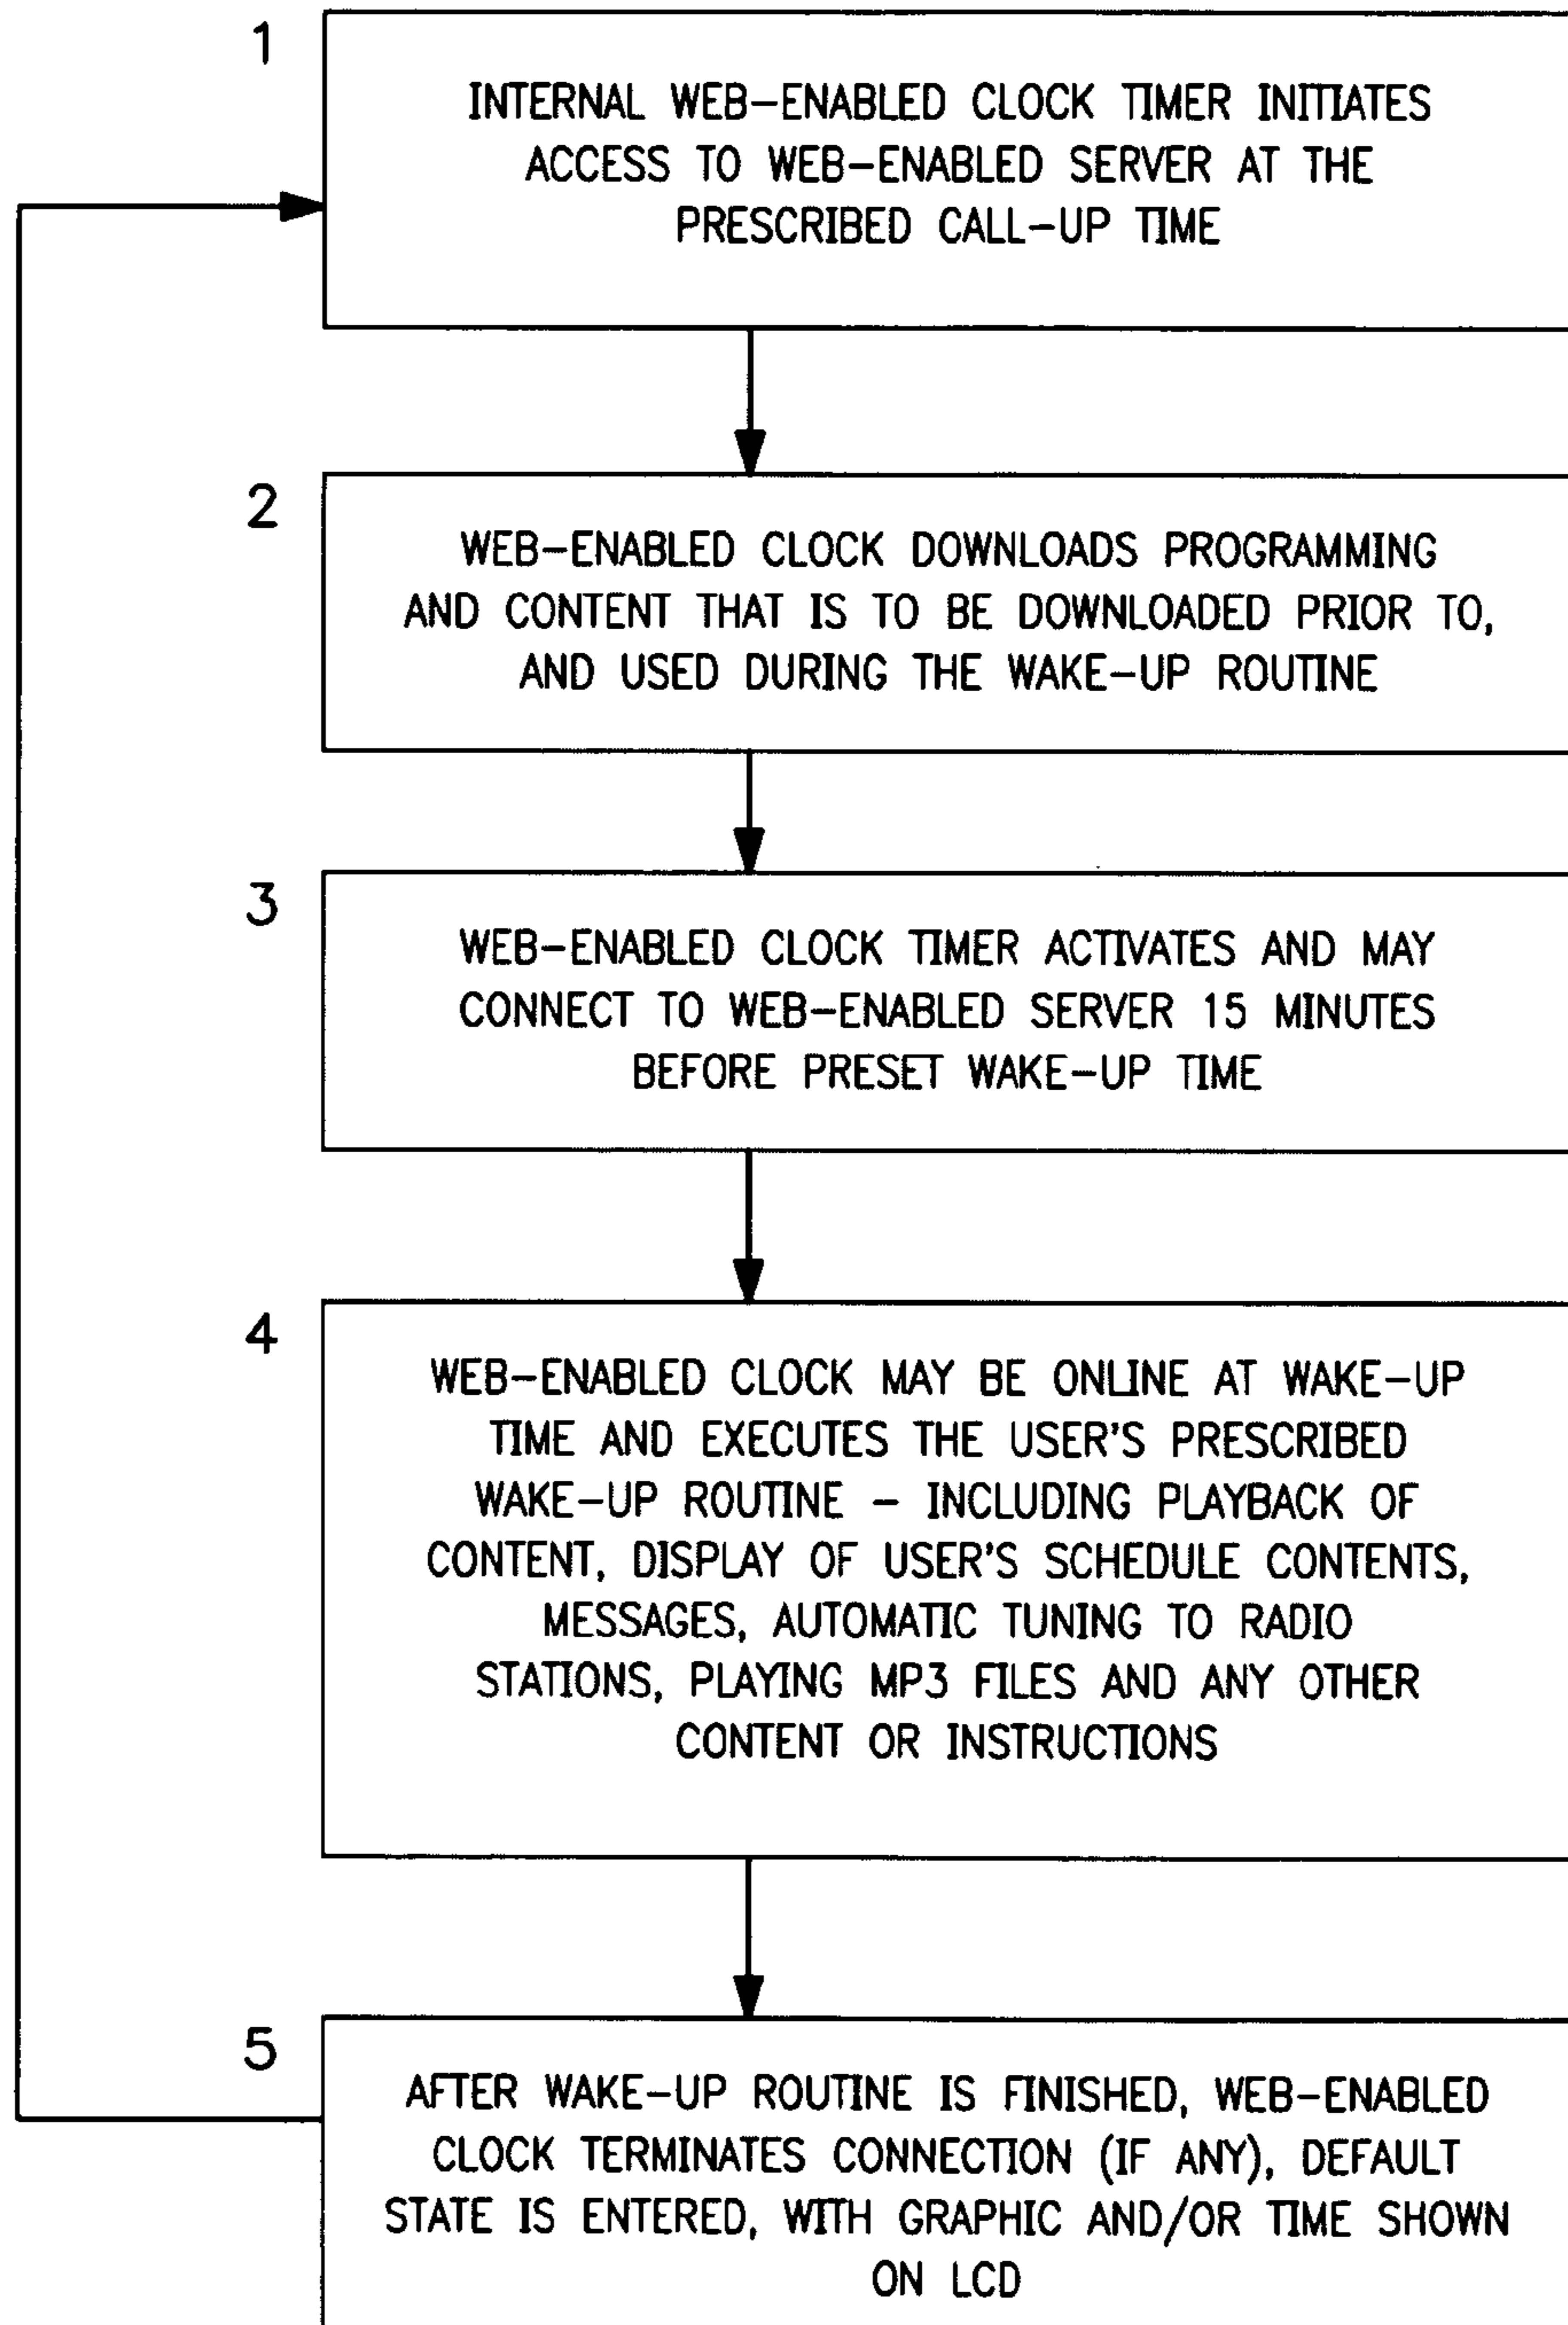 1
INTERNAL WEB-ENABLED CLOCK TIMER INITIATES
ACCESS TO WEB-ENABLED SERVER AT THE
PRESCRIBED CALL-UP TIME
2
WEB-ENABLED CLOCK DOWNLOADS PROGRAMMING
AND CONTENT THAT IS TO BE DOWNLOADED PRIOR TO,
AND USED DURING THE WAKE-UP ROUTINE
3
WEB-ENABLED CLOCK TIMER ACTIVATES AND MAY
CONNECT TO WEB-ENABLED SERVER 15 MINUTES
BEFORE PRESET WAKE-UP TIME
4
WEB-ENABLED CLOCK MAY BE ONLINE AT WAKE-UP
TIME AND EXECUTES THE USER'S PRESCRIBED
WAKE-UP ROUTINE - INCLUDING PLAYBACK OF
CONTENT, DISPLAY OF USER'S SCHEDULE CONTENTS,
MESSAGES, AUTOMATIC TUNING TO RADIO
STATIONS, PLAYING MP3 FILES AND ANY OTHER
CONTENT OR INSTRUCTIONS
5
AFTER WAKE-UP ROUTINE IS FINISHED, WEB-ENABLED
CLOCK TERMINATES CONNECTION (IF ANY), DEFAULT
STATE IS ENTERED, WITH GRAPHIC AND/OR TIME SHOWN
ON LCD